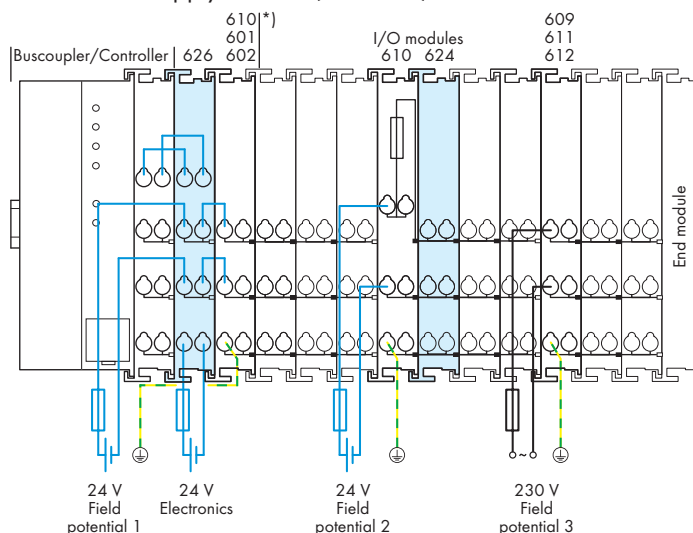 610 *)
601
602
609
611
612
Buscoupler/Controller
626
I/O modules
610
624
End module
24 V
Field
potential 1
24 V
Electronics
24 V
Field
potential 2
~
230 V
Field
potential 3